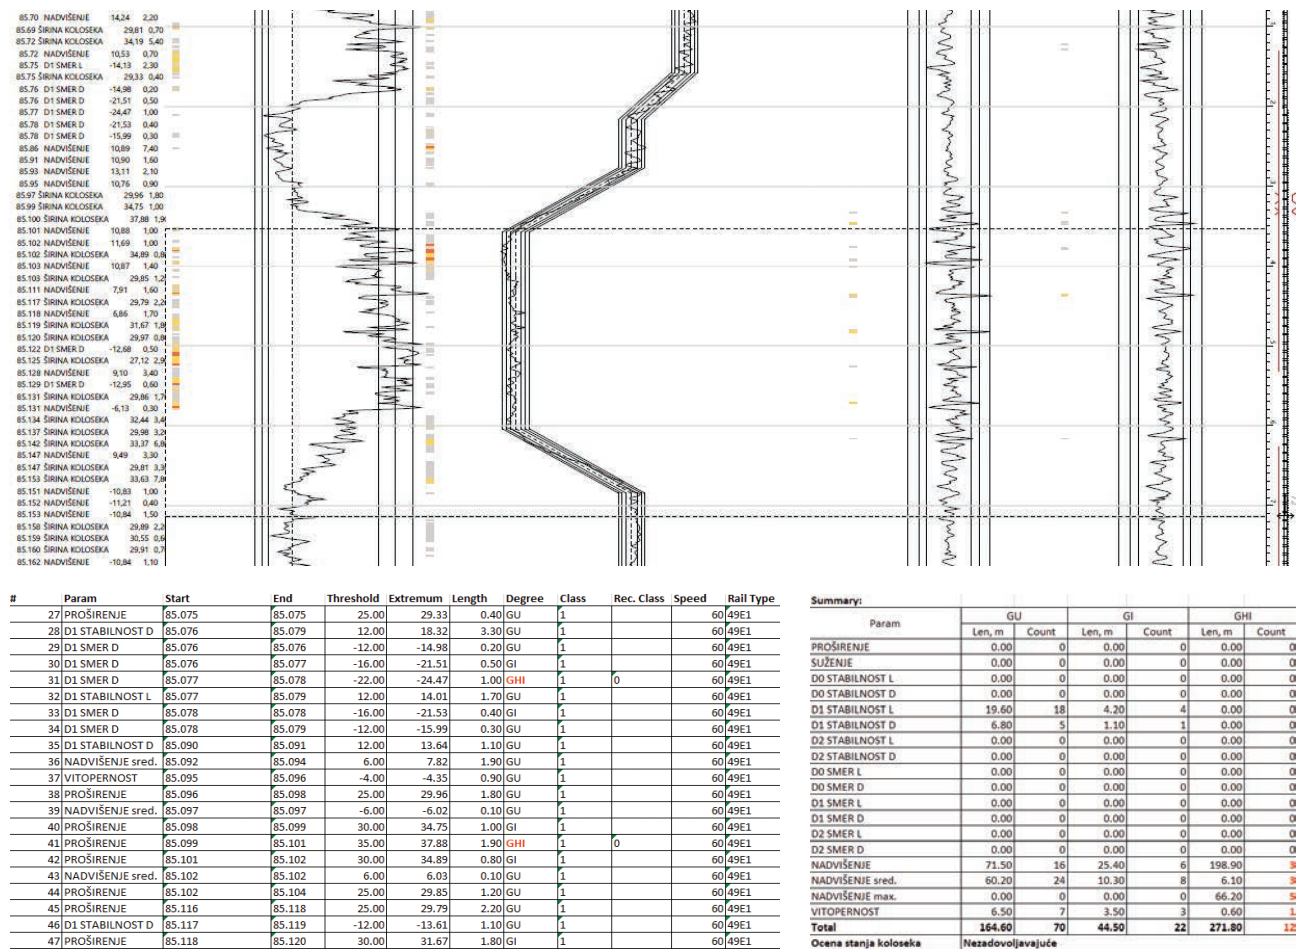 85.70 NADVIŠENJE 14,24 2,20
85.69 ŠIRINA KOLOSEKA 29,81 0,70
85.72 ŠIRINA KOLOSEKA 34,19 5,40
85.72 NADVIŠENJE 10,53 0,70
85.75 D1 SMER L -14,13 2,30
85.75 ŠIRINA KOLOSEKA 29,33 0,40
85.76 D1 SMER D -14,98 0,20
85.76 D1 SMER D -21,51 0,50
85.77 D1 SMER D -24,47 1,00
85.78 D1 SMER D -21,53 0,40
85.78 D1 SMER D -15,99 0,30
85.86 NADVIŠENJE 10,89 7,40
85.91 NADVIŠENJE 10,90 1,60
85.93 NADVIŠENJE 13,11 2,10
85.95 NADVIŠENJE 10,76 0,90
85.97 ŠIRINA KOLOSEKA 29,96 1,80
85.99 ŠIRINA KOLOSEKA 34,75 1,00
85.100 ŠIRINA KOLOSEKA 37,88 1,9
85.101 NADVIŠENJE 10,88 1,00
85.102 NADVIŠENJE 11,69 1,00
85.102 ŠIRINA KOLOSEKA 34,89 0,8
85.103 NADVIŠENJE 10,87 1,40
85.103 ŠIRINA KOLOSEKA 29,85 1,2
85.111 NADVIŠENJE 7,91 1,60
85.117 ŠIRINA KOLOSEKA 29,79 2,2
85.118 NADVIŠENJE 6,86 1,70
85.119 ŠIRINA KOLOSEKA 31,67 1,8
85.120 ŠIRINA KOLOSEKA 29,97 0,8
85.122 D1 SMER D -12,68 0,50
85.125 ŠIRINA KOLOSEKA 27,12 2,9
85.128 NADVIŠENJE 9,10 3,40
85.129 D1 SMER D -12,95 0,60
85.131 ŠIRINA KOLOSEKA 29,86 1,7
85.131 NADVIŠENJE -6,13 0,30
85.134 ŠIRINA KOLOSEKA 32,44 3,4
85.137 ŠIRINA KOLOSEKA 29,98 3,2
85.142 ŠIRINA KOLOSEKA 33,37 6,8
85.147 NADVIŠENJE 9,49 3,30
85.147 ŠIRINA KOLOSEKA 29,81 3,3
85.153 ŠIRINA KOLOSEKA 33,63 7,8
85.151 NADVIŠENJE -10,83 1,00
85.152 NADVIŠENJE -11,21 0,40
85.153 NADVIŠENJE -10,84 1,50
85.158 ŠIRINA KOLOSEKA 29,89 2,2
85.159 ŠIRINA KOLOSEKA 30,55 0,6
85.160 ŠIRINA KOLOSEKA 29,91 0,7
85.162 NADVIŠENJE -10,84 1,10
# Param Start End Threshold Extremum Length Degree Class Rec. Class Speed Rail Type
27 PROŠIRENJE 85.075 85.075 25.00 29.33 0.40 GU 1 60 49E1
28 D1 STABILNOST D 85.076 85.079 12.00 18.32 3.30 GU 1 60 49E1
29 D1 SMER D 85.076 85.076 -12.00 -14.98 0.20 GU 1 60 49E1
30 D1 SMER D 85.076 85.077 -16.00 -21.51 0.50 GI 1 60 49E1
31 D1 SMER D 85.077 85.078 -22.00 -24.47 1.00 GHI 1 0 60 49E1
32 D1 STABILNOST L 85.077 85.079 12.00 14.01 1.70 GU 1 60 49E1
33 D1 SMER D 85.078 85.078 -16.00 -21.53 0.40 GI 1 60 49E1
34 D1 SMER D 85.078 85.079 -12.00 -15.99 0.30 GU 1 60 49E1
35 D1 STABILNOST D 85.090 85.091 12.00 13.64 1.10 GU 1 60 49E1
36 NADVIŠENJE sred. 85.092 85.094 6.00 7.82 1.90 GU 1 60 49E1
37 VITOPERNOST 85.095 85.096 -4.00 -4.35 0.90 GU 1 60 49E1
38 PROŠIRENJE 85.096 85.098 25.00 29.96 1.80 GU 1 60 49E1
39 NADVIŠENJE sred. 85.097 85.097 -6.00 -6.02 0.10 GU 1 60 49E1
40 PROŠIRENJE 85.098 85.099 30.00 34.75 1.00 GI 1 60 49E1
41 PROŠIRENJE 85.099 85.101 35.00 37.88 1.90 GHI 1 0 60 49E1
42 PROŠIRENJE 85.101 85.102 30.00 34.89 0.80 GI 1 60 49E1
43 NADVIŠENJE sred. 85.102 85.102 6.00 6.03 0.10 GU 1 60 49E1
44 PROŠIRENJE 85.102 85.104 25.00 29.85 1.20 GU 1 60 49E1
45 PROŠIRENJE 85.116 85.118 25.00 29.79 2.20 GU 1 60 49E1
46 D1 STABILNOST D 85.117 85.119 -12.00 -13.61 1.10 GU 1 60 49E1
47 PROŠIRENJE 85.118 85.120 30.00 31.67 1.80 GI 1 60 49E1
Summary:
Param GU GI GHI
Len, m Count Len, m Count Len, m Count
PROŠIRENJE 0.00 0 0.00 0 0.00 0
SUŽENJE 0.00 0 0.00 0 0.00 0
D0 STABILNOST L 0.00 0 0.00 0 0.00 0
D0 STABILNOST D 0.00 0 0.00 0 0.00 0
D1 STABILNOST L 19.60 18 4.20 4 0.00 0
D1 STABILNOST D 6.80 5 1.10 1 0.00 0
D2 STABILNOST L 0.00 0 0.00 0 0.00 0
D2 STABILNOST D 0.00 0 0.00 0 0.00 0
D0 SMER L 0.00 0 0.00 0 0.00 0
D0 SMER D 0.00 0 0.00 0 0.00 0
D1 SMER L 0.00 0 0.00 0 0.00 0
D1 SMER D 0.00 0 0.00 0 0.00 0
D2 SMER L 0.00 0 0.00 0 0.00 0
D2 SMER D 0.00 0 0.00 0 0.00 0
NADVIŠENJE 71.50 16 25.40 6 198.90
NADVIŠENJE sred. 60.20 24 10.30 8 6.10
NADVIŠENJE max. 0.00 0 0.00 0 66.20
VITOPERNOST 6.50 7 3.50 3 0.60
Total 164.60 70 44.50 22 271.80
Ocena stanja koloseka Nezadovoljavajuće